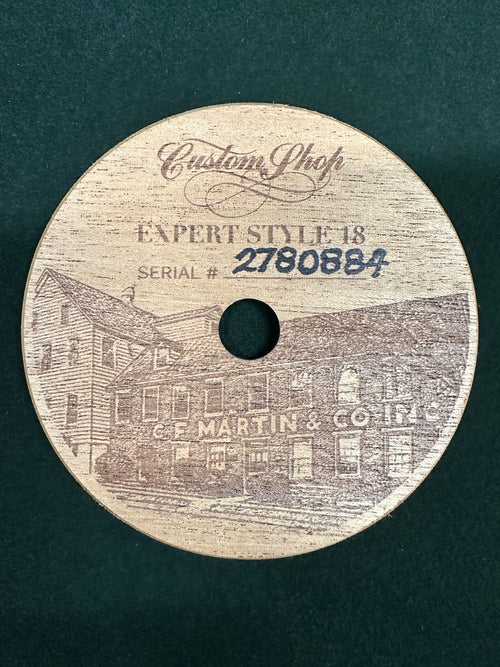 Custom Shop
EXPERT STYLE 18
SERIAL # 2780884
C.F. MARTIN & CO. INC